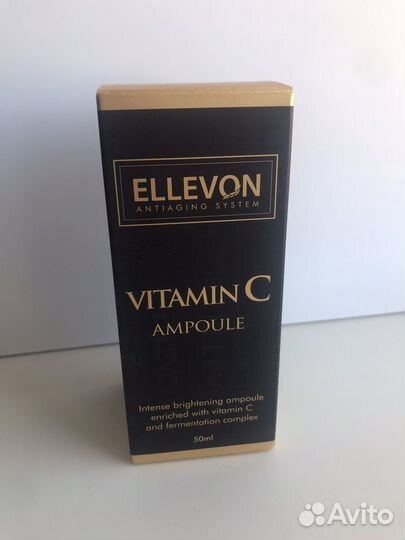 ELLEVON
ANTIAGING SYSTEM
VITAMIN C
AMPOULE
Intense brightening ampoule
enriched with vitamin C
and fermentation complex
50ml
Avito